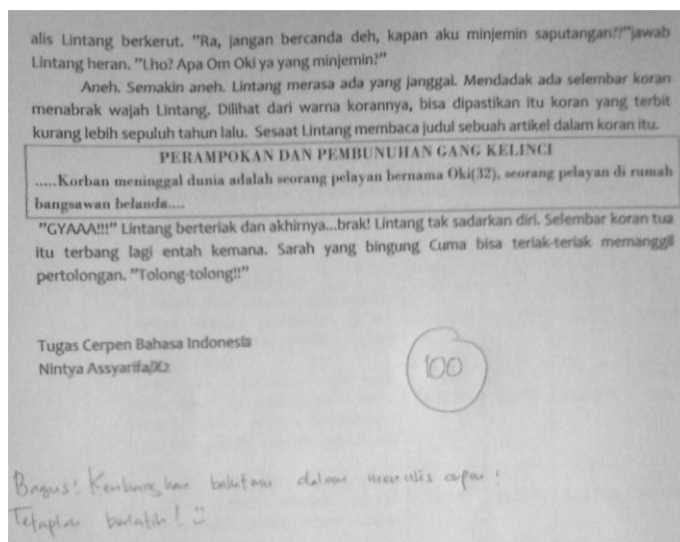 alis Lintang berkerut. "Ra, jangan bercanda deh, kapan aku minjemin saputangan??"jawab
Lintang heran. "Lho? Apa Om Oki ya yang minjemin?"
Aneh. Semakin aneh. Lintang merasa ada yang janggal. Mendadak ada selembar koran
menabrak wajah Lintang. Dilihat dari warna korannya, bisa dipastikan itu koran yang terbit
kurang lebih sepuluh tahun lalu. Sesaat Lintang membaca judul sebuah artikel dalam koran itu.
PERAMPOKAN DAN PEMBUNUHAN GANG KELINCI
.....Korban meninggal dunia adalah seorang pelayan bernama Oki(32), seorang pelayan di rumah
bangsawan belanda....
"GYAAA!!!" Lintang berteriak dan akhirnya...brak! Lintang tak sadarkan diri. Selembar koran tua
itu terbang lagi entah kemana. Sarah yang bingung Cuma bisa teriak-teriak memanggil
pertolongan. "Tolong-tolong!!"
Tugas Cerpen Bahasa Indonesia
Nintya Assyarifa/X2
100
Bagus! Kembangkan bakatmu dalam menulis cerpen!
Tetaplah berlatih!